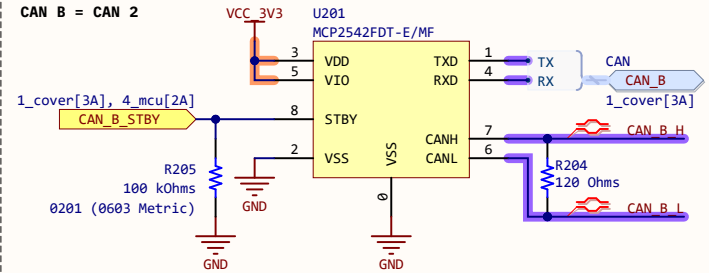 CAN B = CAN 2
VCC_3V3
U201
MCP2542FDT-E/MF
3
VDD
5
VIO
TXD
1
TX
RXD
4
RX
CAN
CAN_B
1_cover[3A]
1_cover[3A], 4_mcu[2A]
CAN_B_STBY
8
STBY
2
VSS
VSS
0
CANH
7
CAN_B_H
CANL
6
R204
120 Ohms
CAN_B_L
R205
100 kOhms
0201 (0603 Metric)
GND
GND
GND